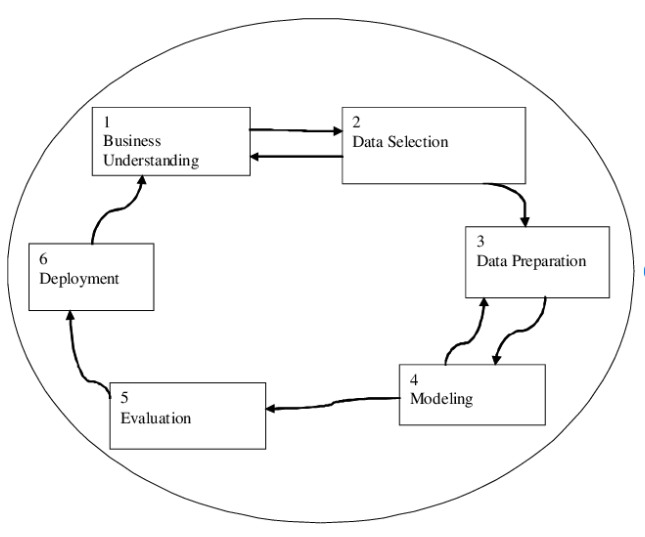 1
Business
Understanding
2
Data Selection
3
Data Preparation
4
Modeling
5
Evaluation
6
Deployment